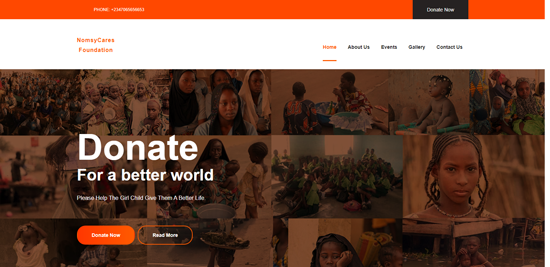 PHONE: +2347065656653
Donate Now
NomsyCares
Foundation
Home
About Us
Events
Gallery
Contact Us
Donate
For a better world
Please Help The Girl Child Give Them A Better Life
Donate Now
Read More